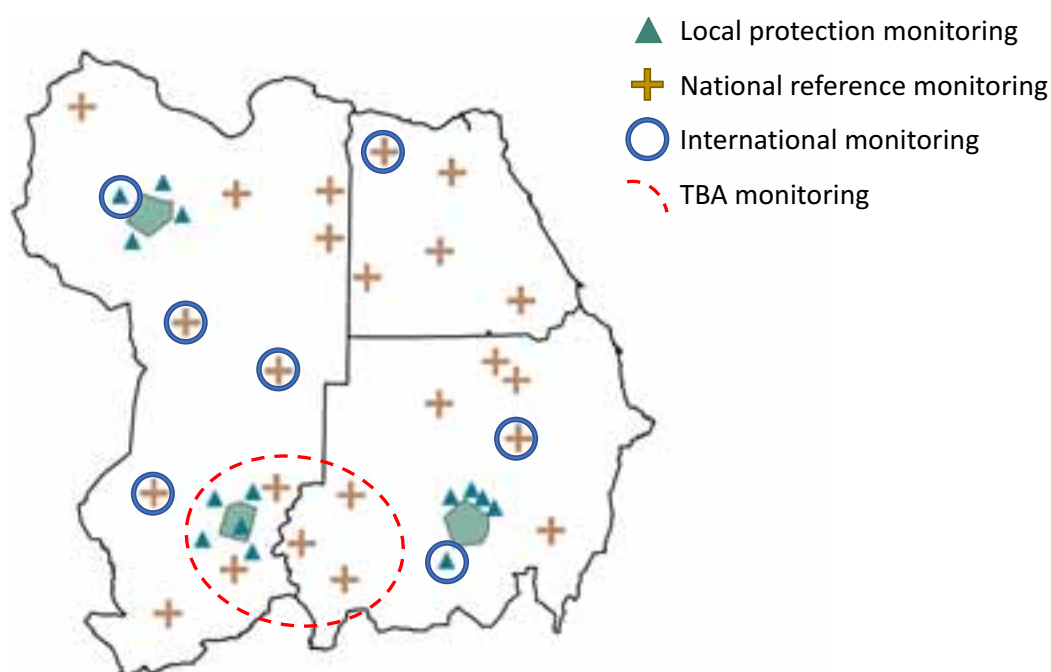 Local protection monitoring
National reference monitoring
International monitoring
TBA monitoring